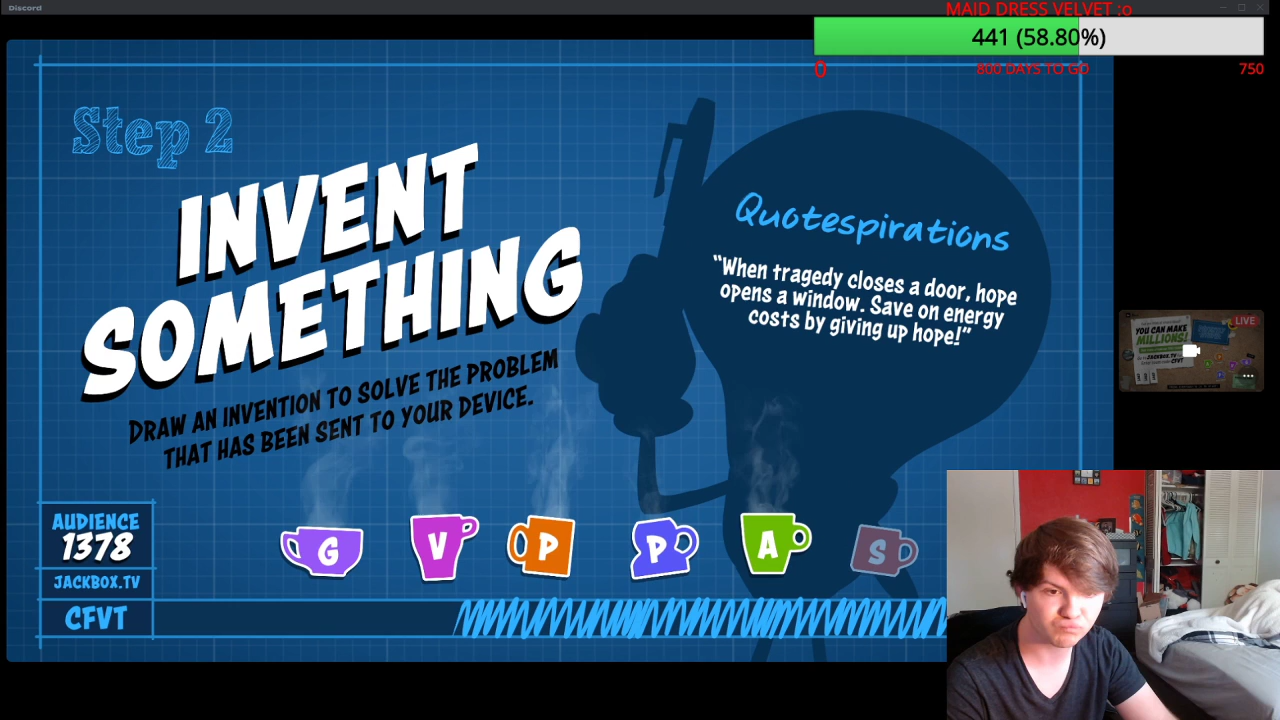 Discord
MAID DRESS VELVET :o
441 (58.80%)
0
800 DAYS TO GO
750
Step 2
INVENT
SOMETHING
DRAW AN INVENTION TO SOLVE THE PROBLEM
THAT HAS BEEN SENT TO YOUR DEVICE.
Quotespirations
“When tragedy closes a door, hope
opens a window. Save on energy
costs by giving up hope!”
YOU CAN MAKE
MILLIONS!
LIVE
AUDIENCE
1378
JACKBOX.TV
CFVT
G
V
P
P
A
S